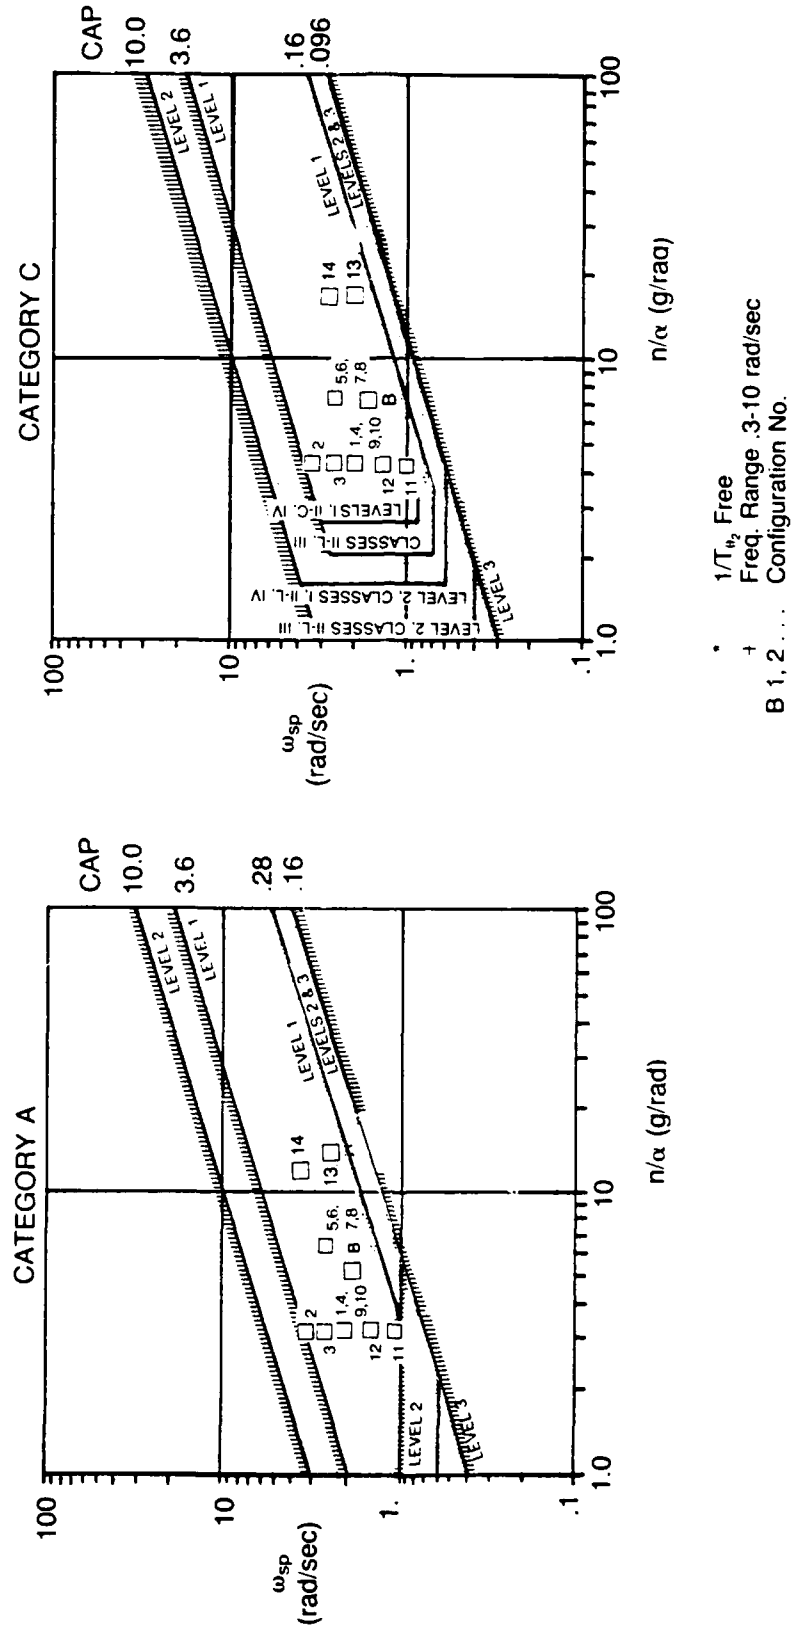 CATEGORY A
CAP
10.0
3.6
.28
.16
LEVEL 2
LEVEL 1
LEVEL 1
LEVELS 2 & 3
100
10
1.
.1
ωsp
(rad/sec)
14
13
5,6,
7,8
B
2
3
1,4,
9,10
12
11
LEVEL 2
LEVEL 3
1.0
10
100
n/α (g/rad)
CATEGORY C
CAP
10.0
3.6
.16
.096
LEVEL 2
LEVEL 1
LEVEL 1
LEVELS 2 & 3
100
10
1.
.1
ωsp
(rad/sec)
14
13
5,6,
7,8
B
2
3
1,4,
9,10
12
11
LEVELS I, II-C, IV
CLASSES II-L, III
LEVEL 2, CLASSES I, II-L, IV
LEVEL 2, CLASSES II-L, III
LEVEL 3
1.0
10
100
n/α (g/rad)
* 1/Tθ2 Free
+ Freq. Range .3-10 rad/sec
B 1, 2 . . . Configuration No.